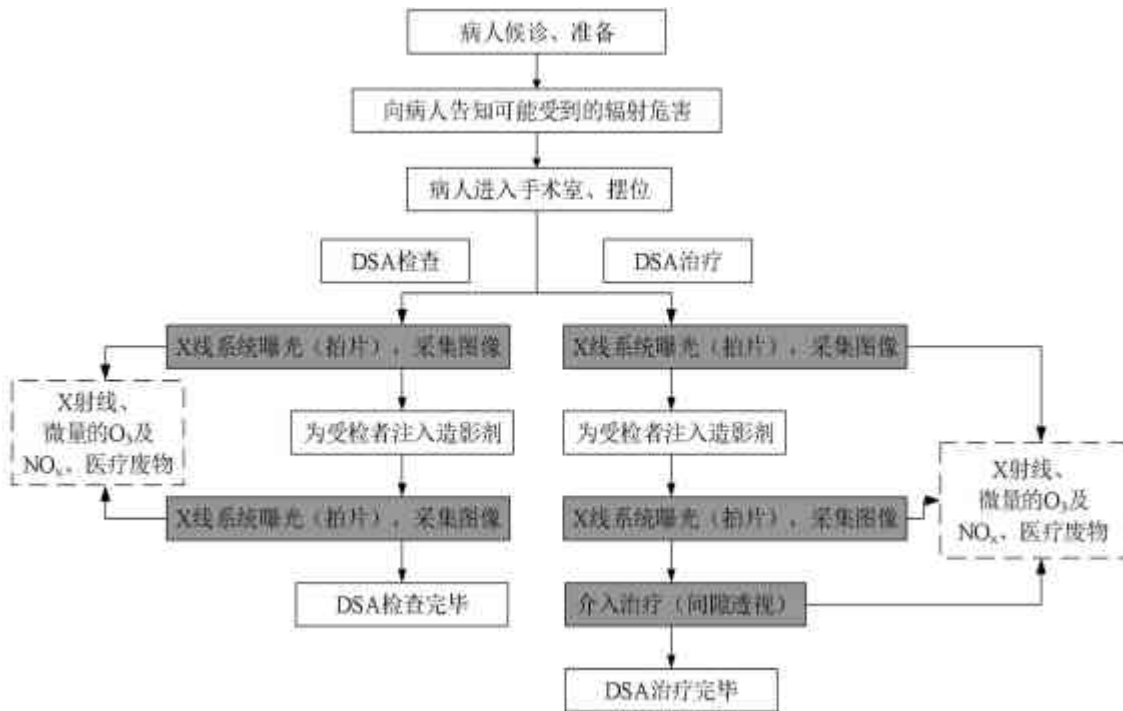 病人候诊、准备
向病人告知可能受到的辐射危害
病人进入手术室、摆位
DSA检查
DSA治疗
X线系统曝光（拍片），采集图像
X线系统曝光（拍片），采集图像
X射线、
微量的O₃及
NOₓ、医疗废物
为受检者注入造影剂
为受检者注入造影剂
X射线、
微量的O₃及
NOₓ、医疗废物
X线系统曝光（拍片），采集图像
X线系统曝光（拍片），采集图像
DSA检查完毕
介入治疗（间隙透视）
DSA治疗完毕